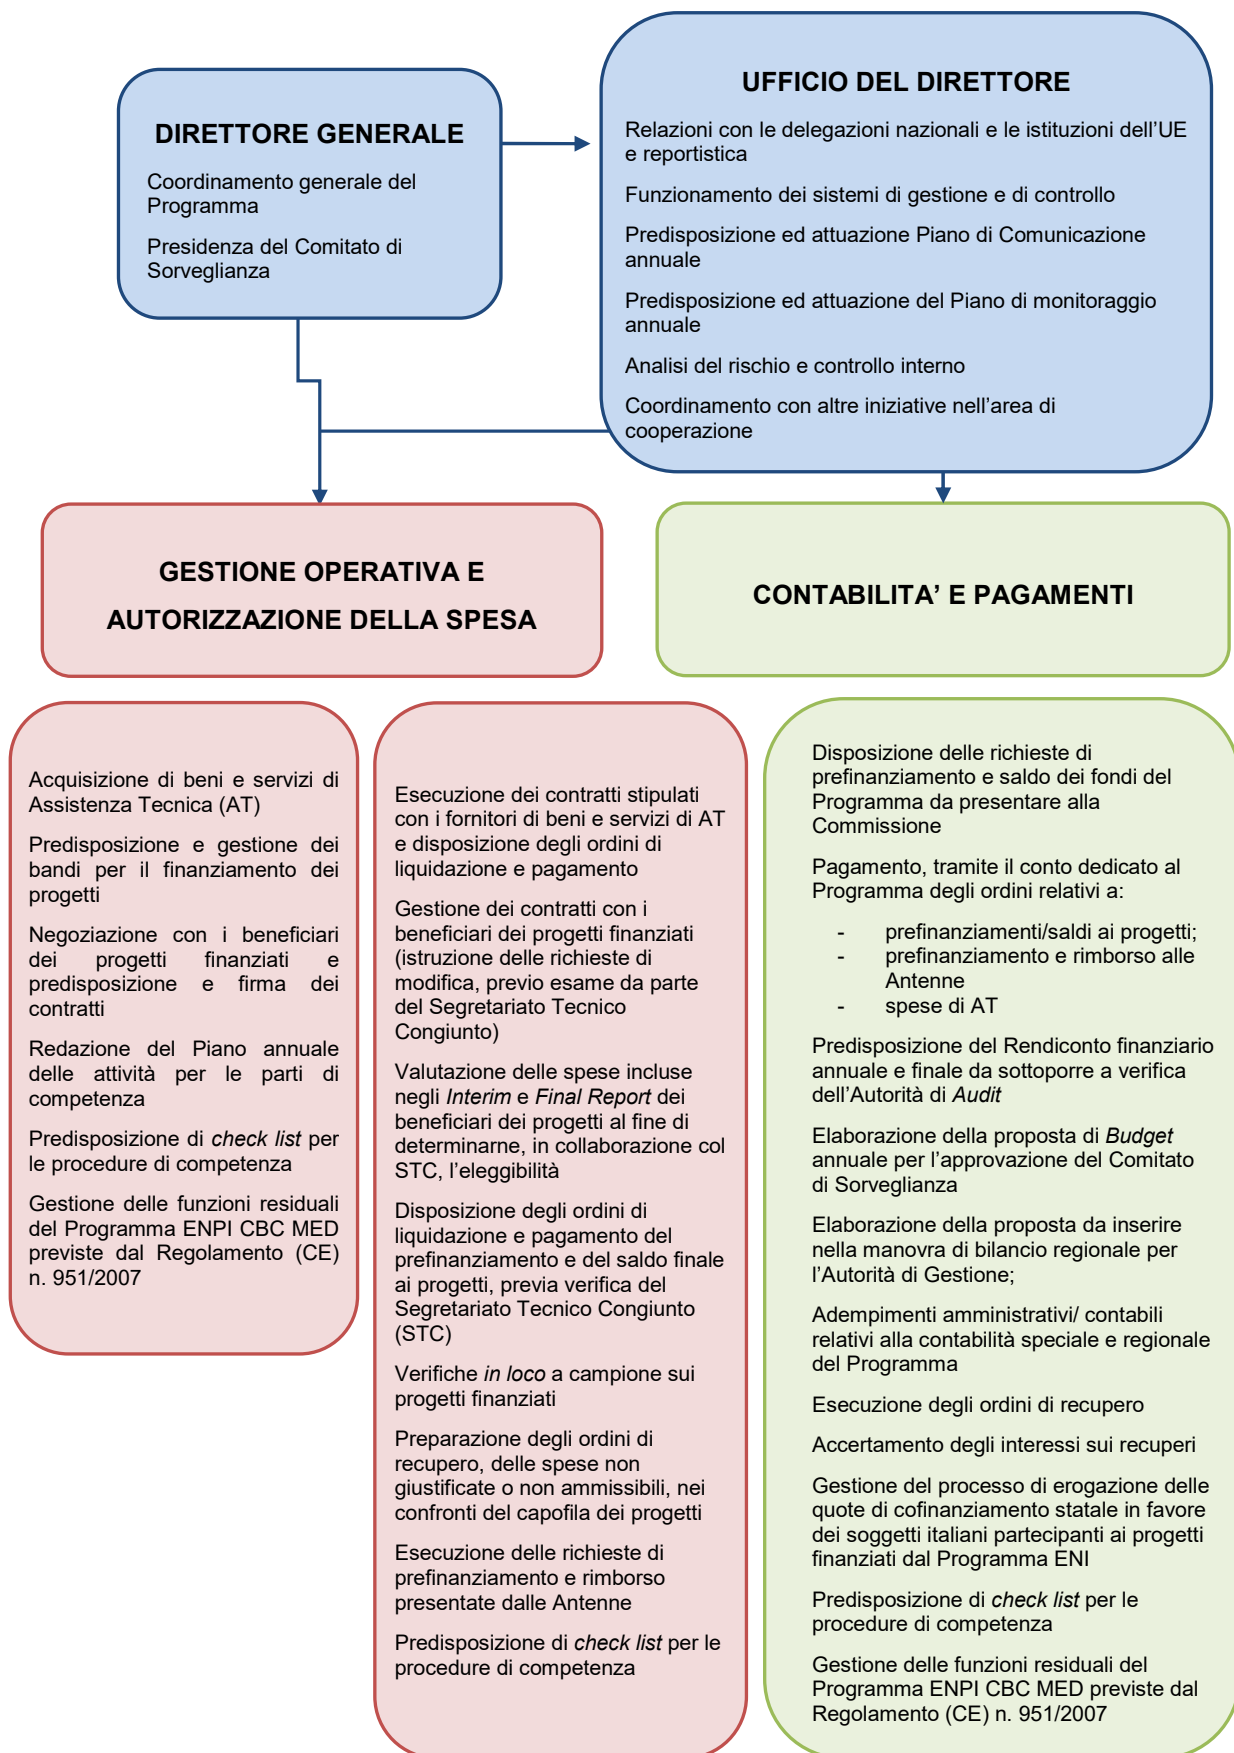 DIRETTORE GENERALE
Coordinamento generale del
Programma
Presidenza del Comitato di
Sorveglianza
UFFICIO DEL DIRETTORE
Relazioni con le delegazioni nazionali e le istituzioni dell’UE
e reportistica
Funzionamento dei sistemi di gestione e di controllo
Predisposizione ed attuazione Piano di Comunicazione
annuale
Predisposizione ed attuazione del Piano di monitoraggio
annuale
Analisi del rischio e controllo interno
Coordinamento con altre iniziative nell’area di
cooperazione
GESTIONE OPERATIVA E
AUTORIZZAZIONE DELLA SPESA
CONTABILITA’ E PAGAMENTI
Acquisizione di beni e servizi di
Assistenza Tecnica (AT)
Predisposizione e gestione dei
bandi per il finanziamento dei
progetti
Negoziazione con i beneficiari
dei progetti finanziati e
predisposizione e firma dei
contratti
Redazione del Piano annuale
delle attività per le parti di
competenza
Predisposizione di check list per
le procedure di competenza
Gestione delle funzioni residuali
del Programma ENPI CBC MED
previste dal Regolamento (CE)
n. 951/2007
Esecuzione dei contratti stipulati
con i fornitori di beni e servizi di AT
e disposizione degli ordini di
liquidazione e pagamento
Gestione dei contratti con i
beneficiari dei progetti finanziati
(istruzione delle richieste di
modifica, previo esame da parte
del Segretariato Tecnico
Congiunto)
Valutazione delle spese incluse
negli Interim e Final Report dei
beneficiari dei progetti al fine di
determinarne, in collaborazione col
STC, l’eleggibilità
Disposizione degli ordini di
liquidazione e pagamento del
prefinanziamento e del saldo finale
ai progetti, previa verifica del
Segretariato Tecnico Congiunto
(STC)
Verifiche in loco a campione sui
progetti finanziati
Preparazione degli ordini di
recupero, delle spese non
giustificate o non ammissibili, nei
confronti del capofila dei progetti
Esecuzione delle richieste di
prefinanziamento e rimborso
presentate dalle Antenne
Predisposizione di check list per le
procedure di competenza
Disposizione delle richieste di
prefinanziamento e saldo dei fondi del
Programma da presentare alla
Commissione
Pagamento, tramite il conto dedicato al
Programma degli ordini relativi a:
- prefinanziamenti/saldi ai progetti;
- prefinanziamento e rimborso alle
Antenne
- spese di AT
Predisposizione del Rendiconto finanziario
annuale e finale da sottoporre a verifica
dell’Autorità di Audit
Elaborazione della proposta di Budget
annuale per l’approvazione del Comitato
di Sorveglianza
Elaborazione della proposta da inserire
nella manovra di bilancio regionale per
l’Autorità di Gestione;
Adempimenti amministrativi/ contabili
relativi alla contabilità speciale e regionale
del Programma
Esecuzione degli ordini di recupero
Accertamento degli interessi sui recuperi
Gestione del processo di erogazione delle
quote di cofinanziamento statale in favore
dei soggetti italiani partecipanti ai progetti
finanziati dal Programma ENI
Predisposizione di check list per le
procedure di competenza
Gestione delle funzioni residuali del
Programma ENPI CBC MED previste dal
Regolamento (CE) n. 951/2007